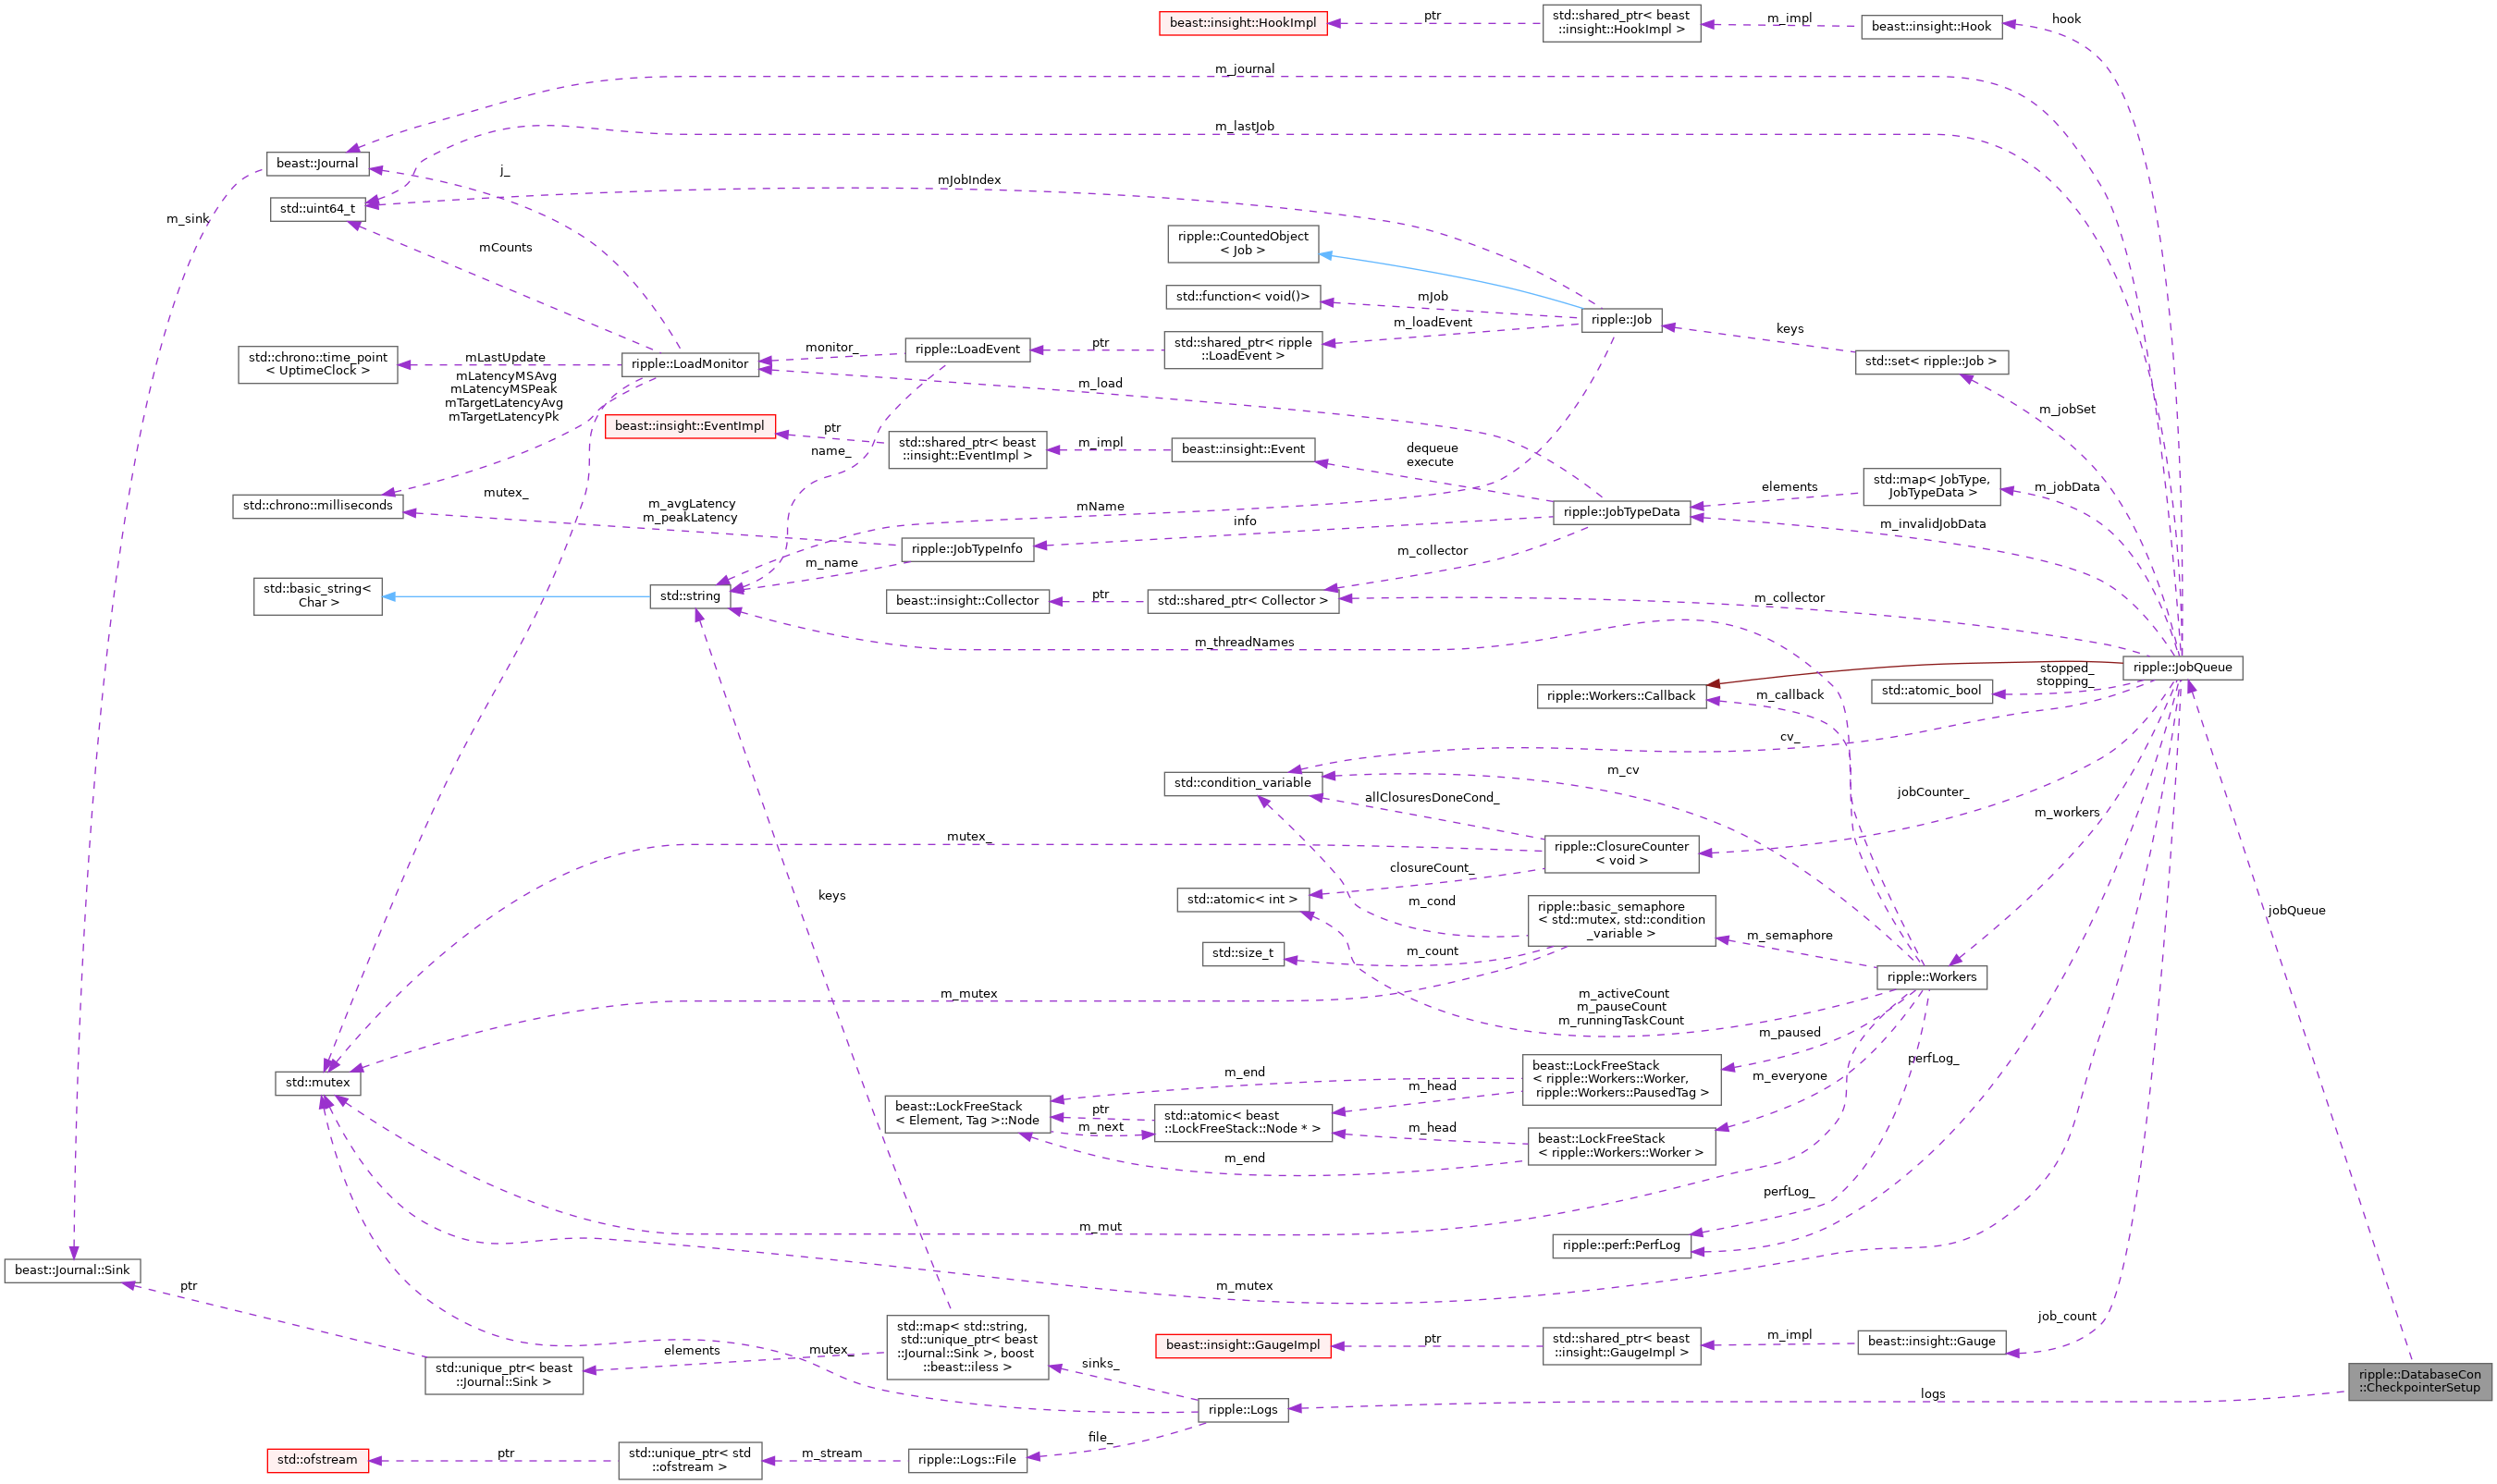 beast::insight::HookImpl
ptr
std::shared_ptr< beast
::insight::HookImpl >
m_impl
beast::insight::Hook
hook
m_journal
m_lastJob
beast::Journal
j_
std::uint64_t
mJobIndex
m_sink
mCounts
ripple::CountedObject
< Job >
std::function< void()>
mJob
ripple::Job
m_loadEvent
keys
std::chrono::time_point
< UptimeClock >
mLastUpdate
ripple::LoadMonitor
monitor_
ripple::LoadEvent
ptr
std::shared_ptr< ripple
::LoadEvent >
std::set< ripple::Job >
mLatencyMSAvg
mLatencyMSPeak
mTargetLatencyAvg
mTargetLatencyPk
m_load
m_jobSet
beast::insight::EventImpl
ptr
name_
std::shared_ptr< beast
::insight::EventImpl >
m_impl
beast::insight::Event
dequeue
execute
std::chrono::milliseconds
mutex_
m_avgLatency
m_peakLatency
mName
elements
std::map< JobType,
JobTypeData >
m_jobData
ripple::JobTypeData
info
m_invalidJobData
ripple::JobTypeInfo
m_name
m_collector
std::basic_string<
Char >
std::string
beast::insight::Collector
ptr
std::shared_ptr< Collector >
m_collector
m_threadNames
ripple::JobQueue
ripple::Workers::Callback
m_callback
std::atomic_bool
stopped_
stopping_
cv_
std::condition_variable
m_cv
allClosuresDoneCond_
jobCounter_
m_workers
mutex_
ripple::ClosureCounter
< void >
closureCount_
keys
std::atomic< int >
m_cond
ripple::basic_semaphore
< std::mutex, std::condition
_variable >
jobQueue
std::size_t
m_count
m_semaphore
ripple::Workers
m_mutex
m_activeCount
m_pauseCount
m_runningTaskCount
m_paused
perfLog_
std::mutex
m_end
beast::LockFreeStack
< ripple::Workers::Worker,
ripple::Workers::PausedTag >
m_everyone
m_head
beast::LockFreeStack
< Element, Tag >::Node
ptr
m_next
std::atomic< beast
::LockFreeStack::Node * >
m_head
m_end
beast::LockFreeStack
< ripple::Workers::Worker >
perfLog_
m_mut
ripple::perf::PerfLog
beast::Journal::Sink
ptr
m_mutex
std::map< std::string,
std::unique_ptr< beast
::Journal::Sink >, boost
::beast::iless >
job_count
beast::insight::GaugeImpl
ptr
std::shared_ptr< beast
::insight::GaugeImpl >
m_impl
beast::insight::Gauge
std::unique_ptr< beast
::Journal::Sink >
elements
mutex_
sinks_
ripple::DatabaseCon
::CheckpointerSetup
logs
ripple::Logs
file_
std::ofstream
ptr
std::unique_ptr< std
::ofstream >
m_stream
ripple::Logs::File